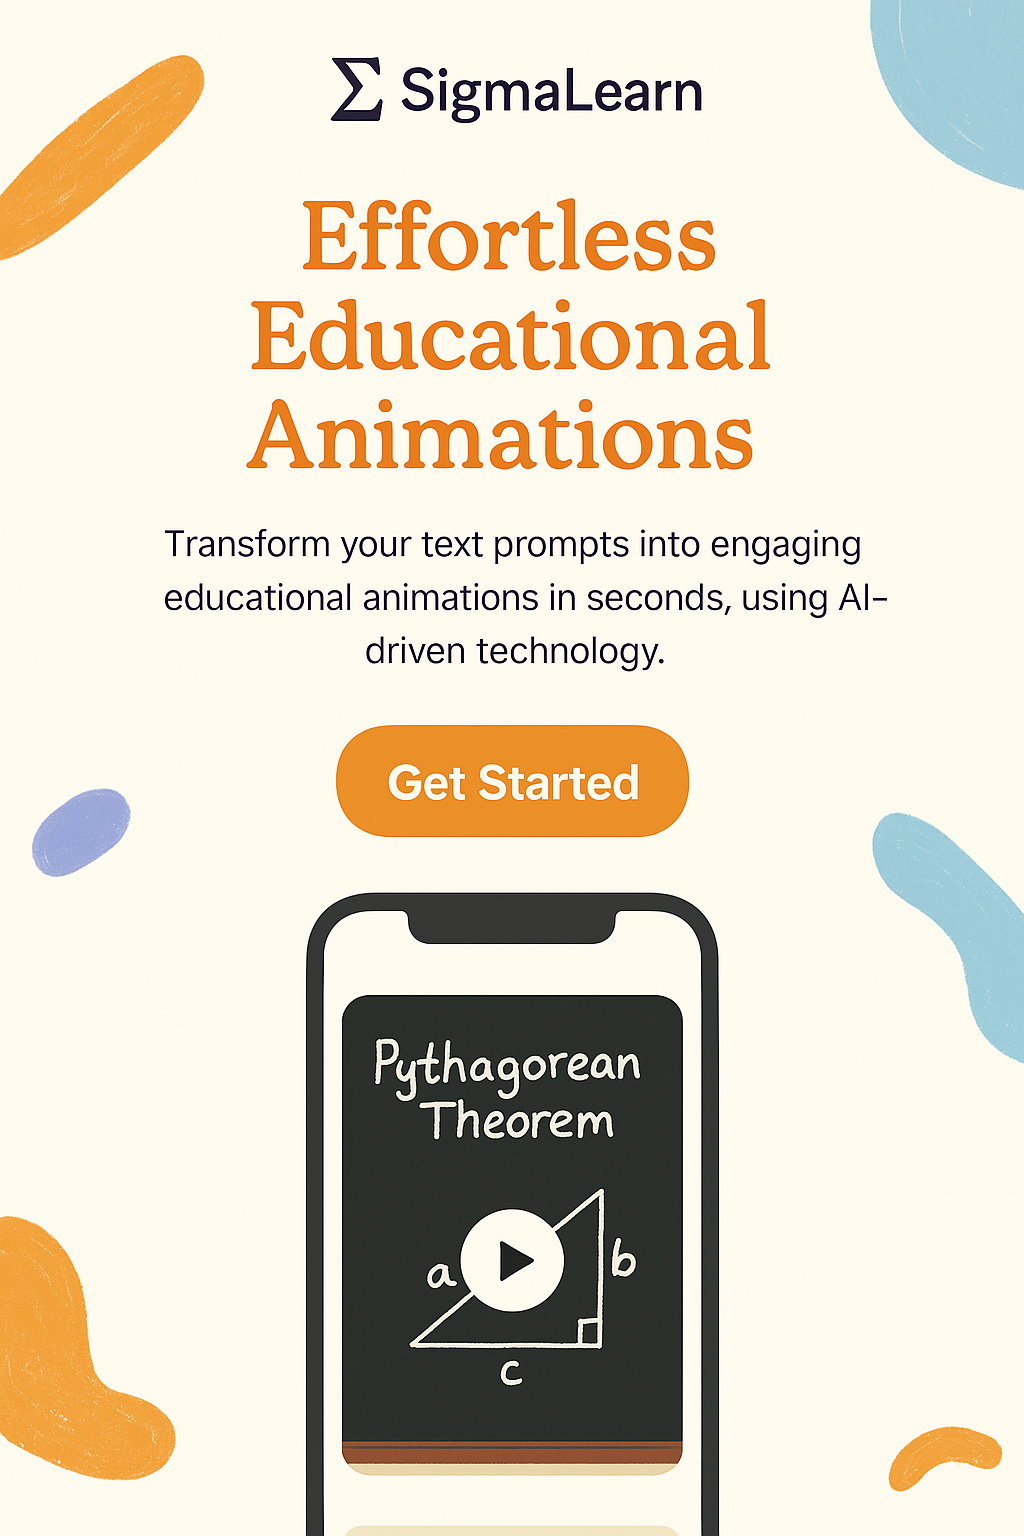 Σ SigmaLearn
Effortless
Educational
Animations
Transform your text prompts into engaging
educational animations in seconds, using AI-
driven technology.
Get Started
Pythagorean
Theorem
a
b
c